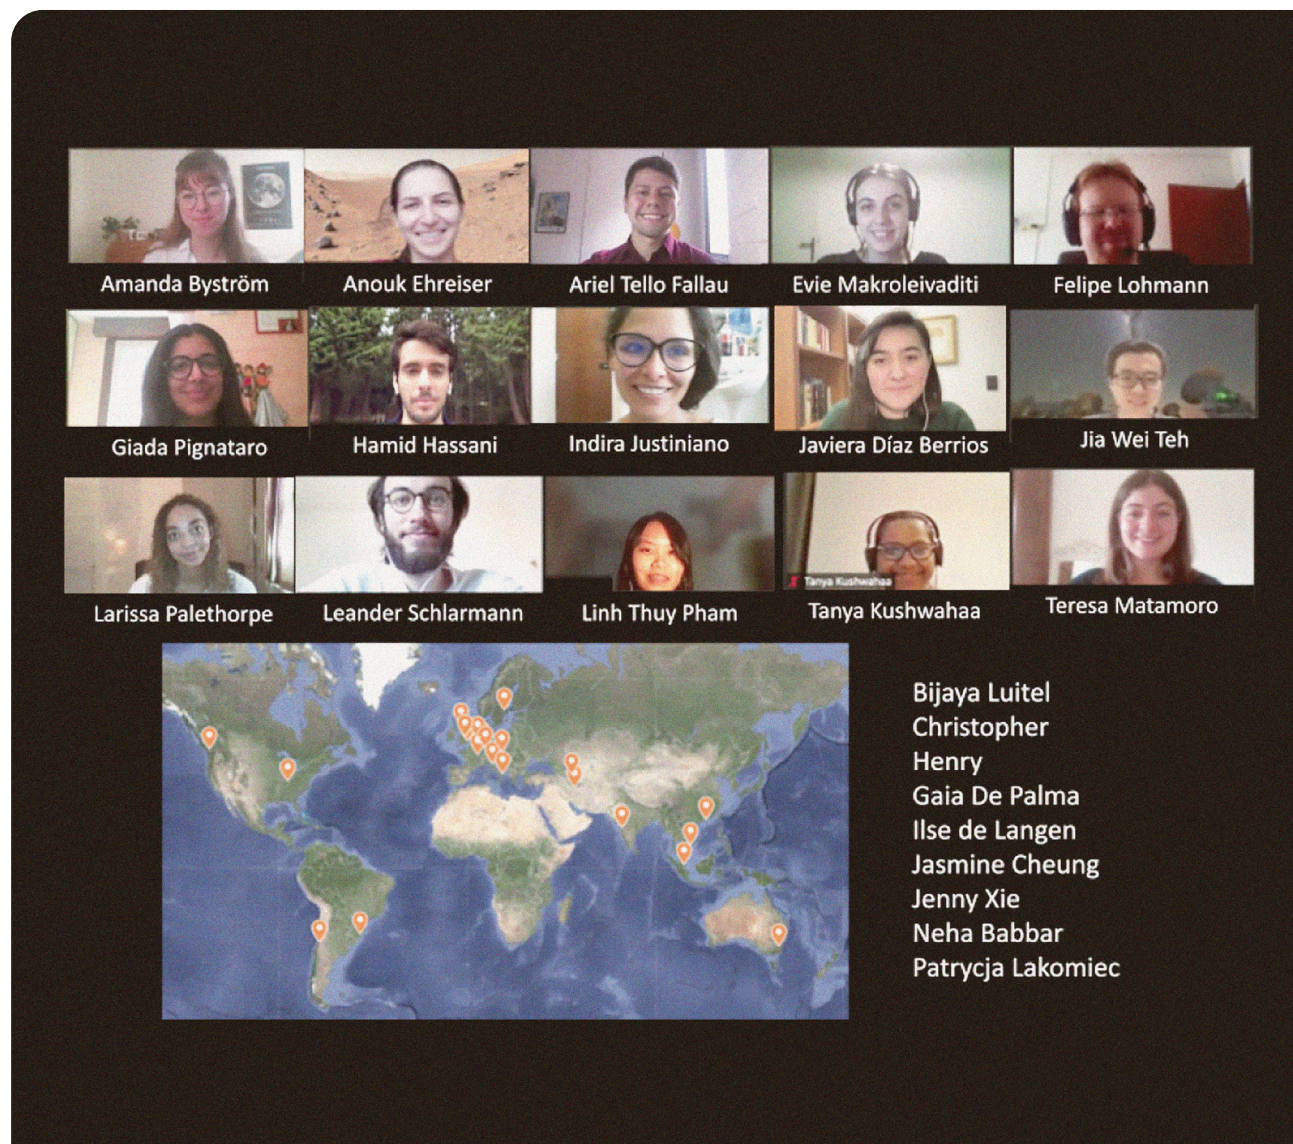 Amanda Byström
Anouk Ehreiser
Ariel Tello Fallau
Evie Makroleivaditi
Felipe Lohmann
Giada Pignataro
Hamid Hassani
Indira Justiniano
Javiera Díaz Berrios
Jia Wei Teh
Tanya Kushwahaa
Larissa Palethorpe
Leander Schlarmann
Linh Thuy Pham
Tanya Kushwahaa
Teresa Matamoro
Bijaya Luitel
Christopher
Henry
Gaia De Palma
Ilse de Langen
Jasmine Cheung
Jenny Xie
Neha Babbar
Patrycja Lakomiec